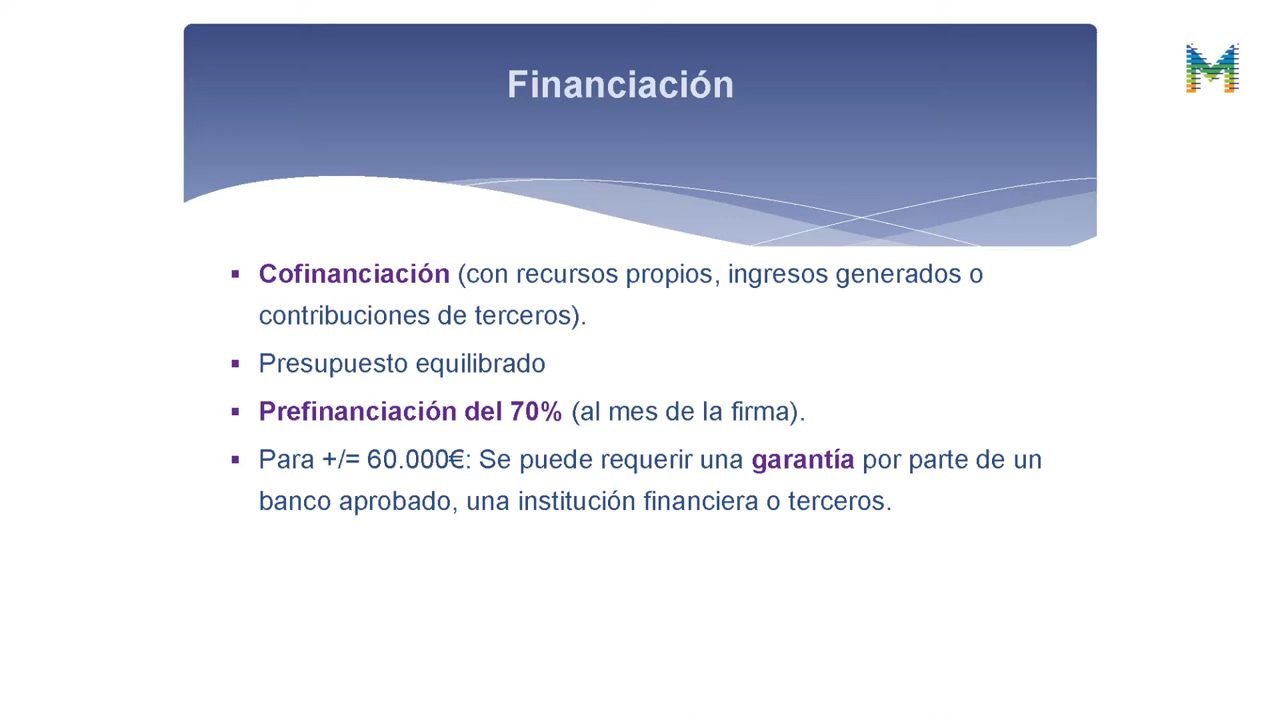 Financiación
▪ Cofinanciación (con recursos propios, ingresos generados o
contribuciones de terceros).
▪ Presupuesto equilibrado
▪ Prefinanciación del 70% (al mes de la firma).
▪ Para +/= 60.000€: Se puede requerir una garantía por parte de un
banco aprobado, una institución financiera o terceros.